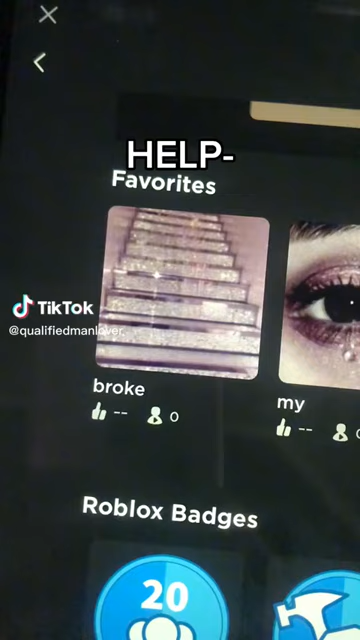 HELP-
Favorites
TikTok
@qualifiedmanlover
broke
-- 0
my
--
Roblox Badges
20